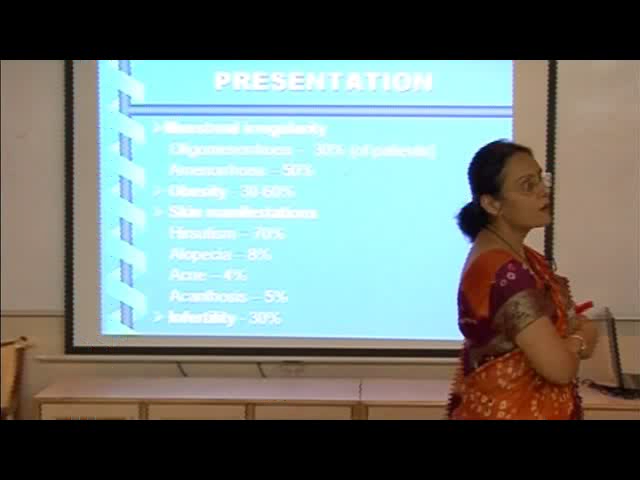 PRESENTATION
Menstrual irregularity
Oligomenorrhoea – 30% (of patients)
Amenorrhoea – 50%
Obesity - 30-60%
Skin manifestations
Hirsutism – 70%
Alopecia – 8%
Acne – 4%
Acanthosis – 5%
Infertility - 30%